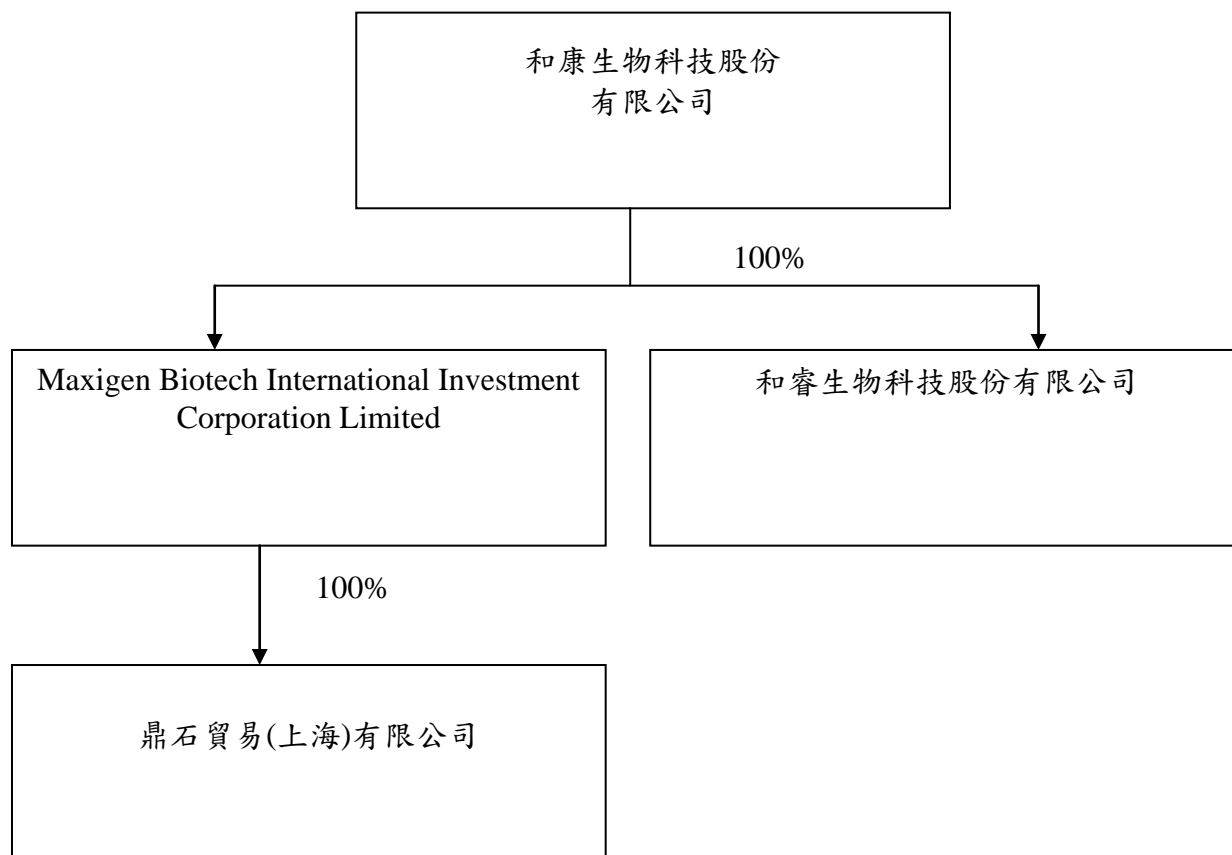 和康生物科技股份
有限公司
100%
Maxigen Biotech International Investment
Corporation Limited
和睿生物科技股份有限公司
100%
鼎石貿易(上海)有限公司